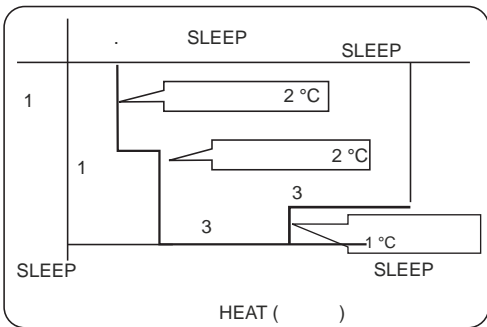 . SLEEP
SLEEP
1
2 °C
2 °C
1
3
3
1 °C
SLEEP
SLEEP
HEAT ( )